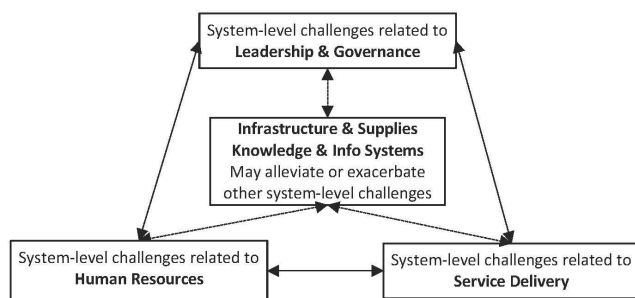 System-level challenges related to
Leadership & Governance
Infrastructure & Supplies
Knowledge & Info Systems
May alleviate or exacerbate
other system-level challenges
System-level challenges related to
Human Resources
System-level challenges related to
Service Delivery